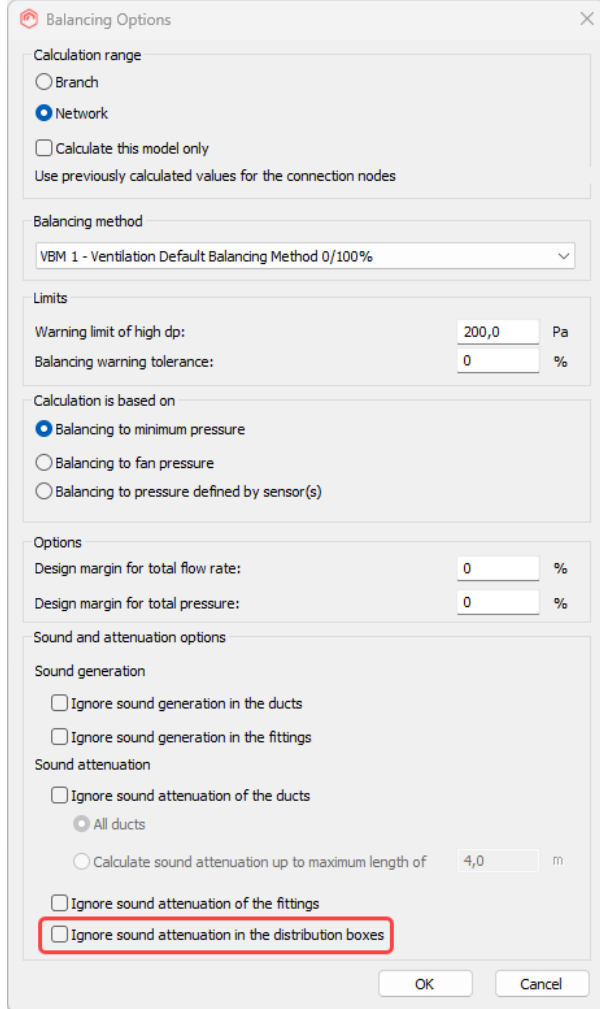 Balancing Options
Calculation range
Branch
Network
Calculate this model only
Use previously calculated values for the connection nodes
Balancing method
VBM 1 - Ventilation Default Balancing Method 0/100%
Limits
Warning limit of high dp: 200,0 Pa
Balancing warning tolerance: 0 %
Calculation is based on
Balancing to minimum pressure
Balancing to fan pressure
Balancing to pressure defined by sensor(s)
Options
Design margin for total flow rate: 0 %
Design margin for total pressure: 0 %
Sound and attenuation options
Sound generation
Ignore sound generation in the ducts
Ignore sound generation in the fittings
Sound attenuation
Ignore sound attenuation of the ducts
All ducts
Calculate sound attenuation up to maximum length of 4,0 m
Ignore sound attenuation of the fittings
Ignore sound attenuation in the distribution boxes
OK Cancel